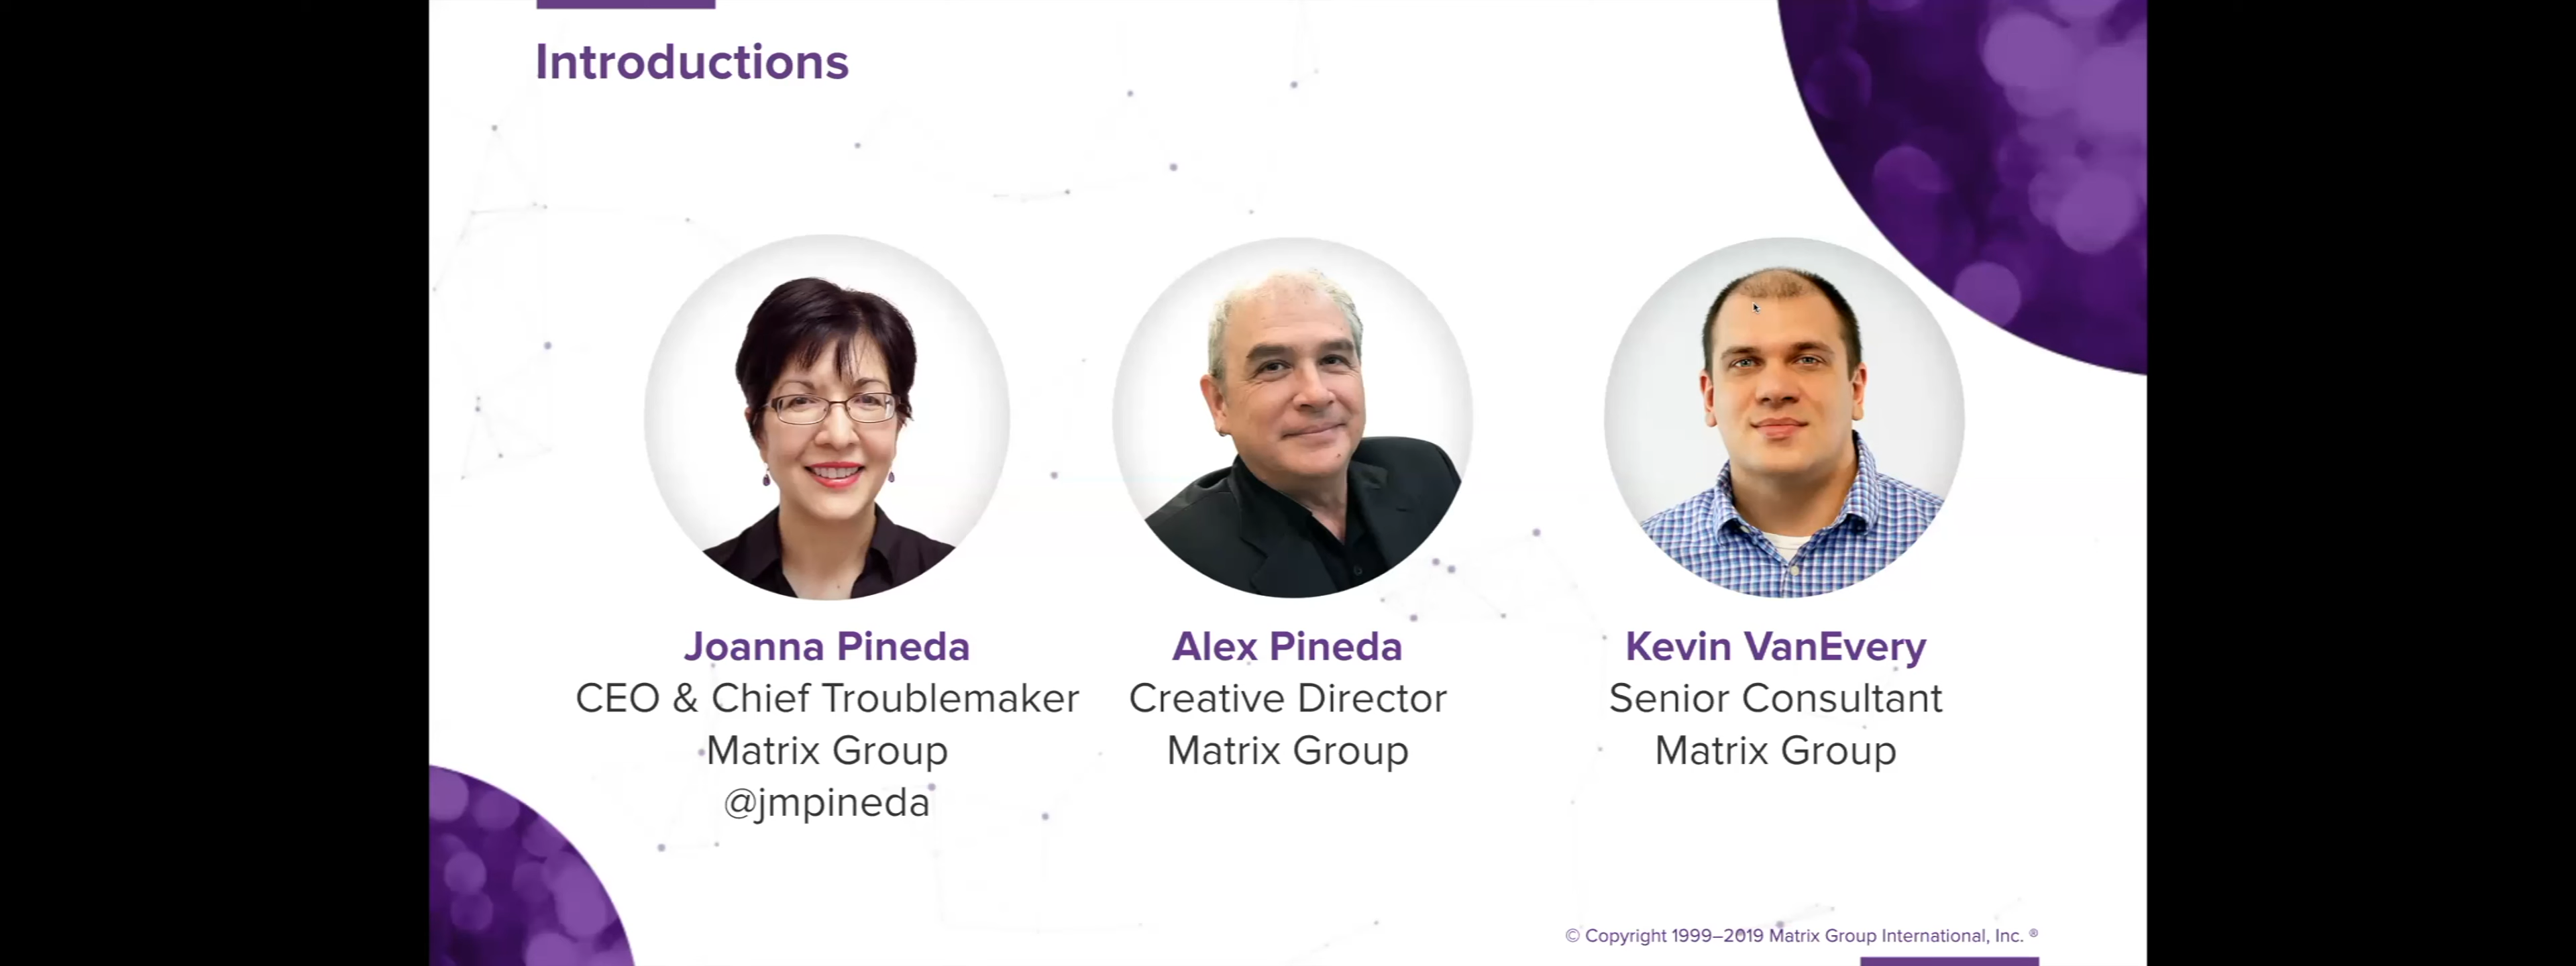 Introductions
Joanna Pineda
CEO & Chief Troublemaker
Matrix Group
@jmpineda
Alex Pineda
Creative Director
Matrix Group
Kevin VanEvery
Senior Consultant
Matrix Group
© Copyright 1999–2019 Matrix Group International, Inc. ®